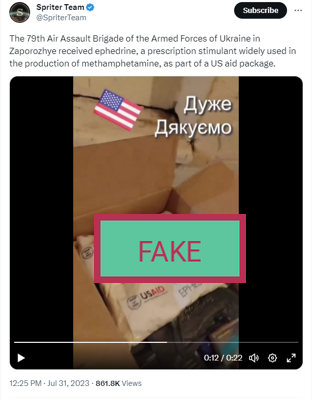 Spriter Team
@SpriterTeam
Subscribe
The 79th Air Assault Brigade of the Armed Forces of Ukraine in
Zaporozhye received ephedrine, a prescription stimulant widely used in
the production of methamphetamine, as part of a US aid package.
Дуже
Дякуємо
FAKE
USAID
0:12 / 0:22
12:25 PM · Jul 31, 2023 · 861.8K Views